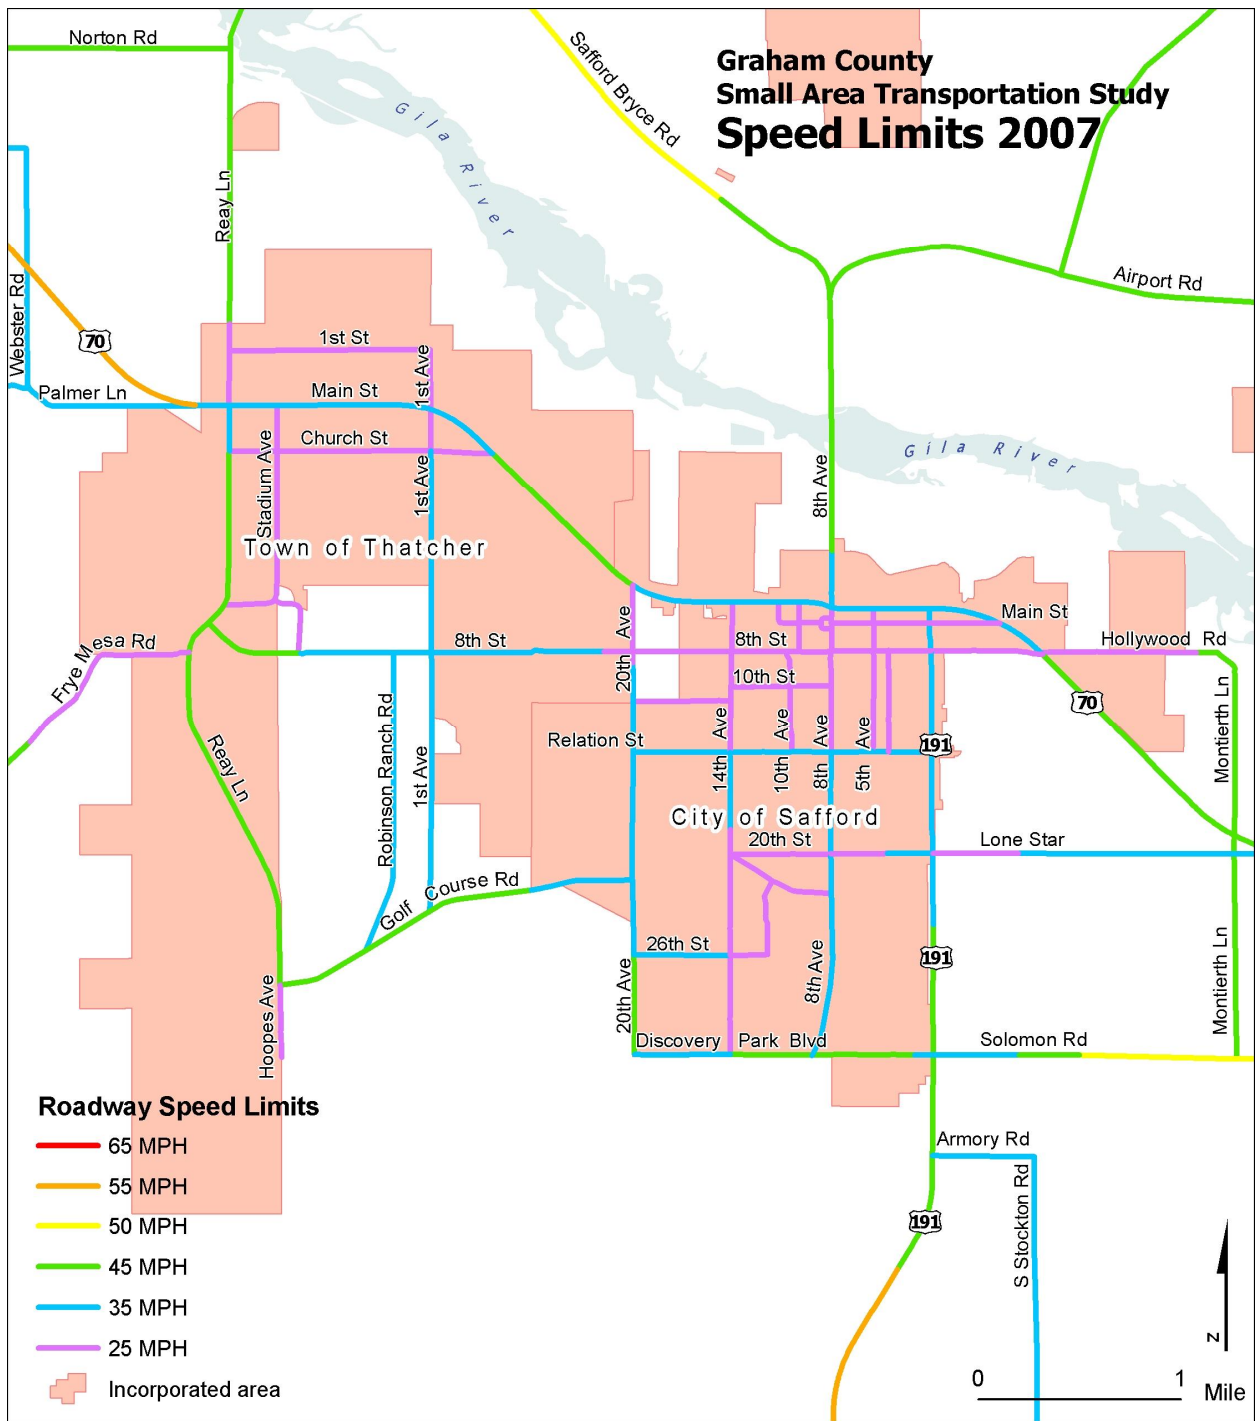 Norton Rd
Safford Bryce Rd
Graham County
Small Area Transportation Study
Speed Limits 2007
Gila River
Reay Ln
Airport Rd
Webster Rd
70
1st St
1st Ave
Palmer Ln
Main St
Church St
Stadium Ave
1st Ave
8th Ave
Gila River
Town of Thatcher
Main St
Frye Mesa Rd
8th St
20th Ave
8th St
Hollywood Rd
10th St
70
Robinson Ranch Rd
Reay Ln
1st Ave
Relation St
14th Ave
10th Ave
8th Ave
5th Ave
191
Montierth Ln
City of Safford
20th St
Lone Star
Golf Course Rd
26th St
8th Ave
191
Montierth Ln
Hoopes Ave
20th Ave
Discovery Park Blvd
Solomon Rd
Roadway Speed Limits
65 MPH
55 MPH
50 MPH
45 MPH
35 MPH
25 MPH
Incorporated area
Armory Rd
S Stockton Rd
191
N
0 1
Mile